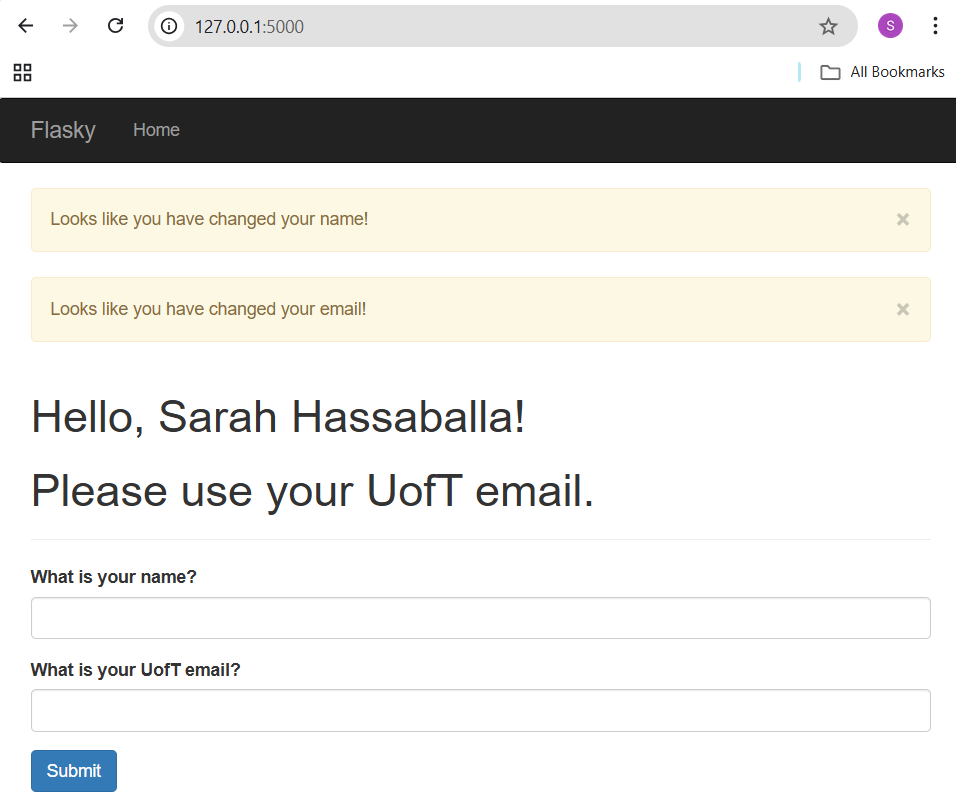 127.0.0.1:5000
S
All Bookmarks
Flasky Home
Looks like you have changed your name! ×
Looks like you have changed your email! ×
Hello, Sarah Hassaballa!
Please use your UofT email.
What is your name?
What is your UofT email?
Submit